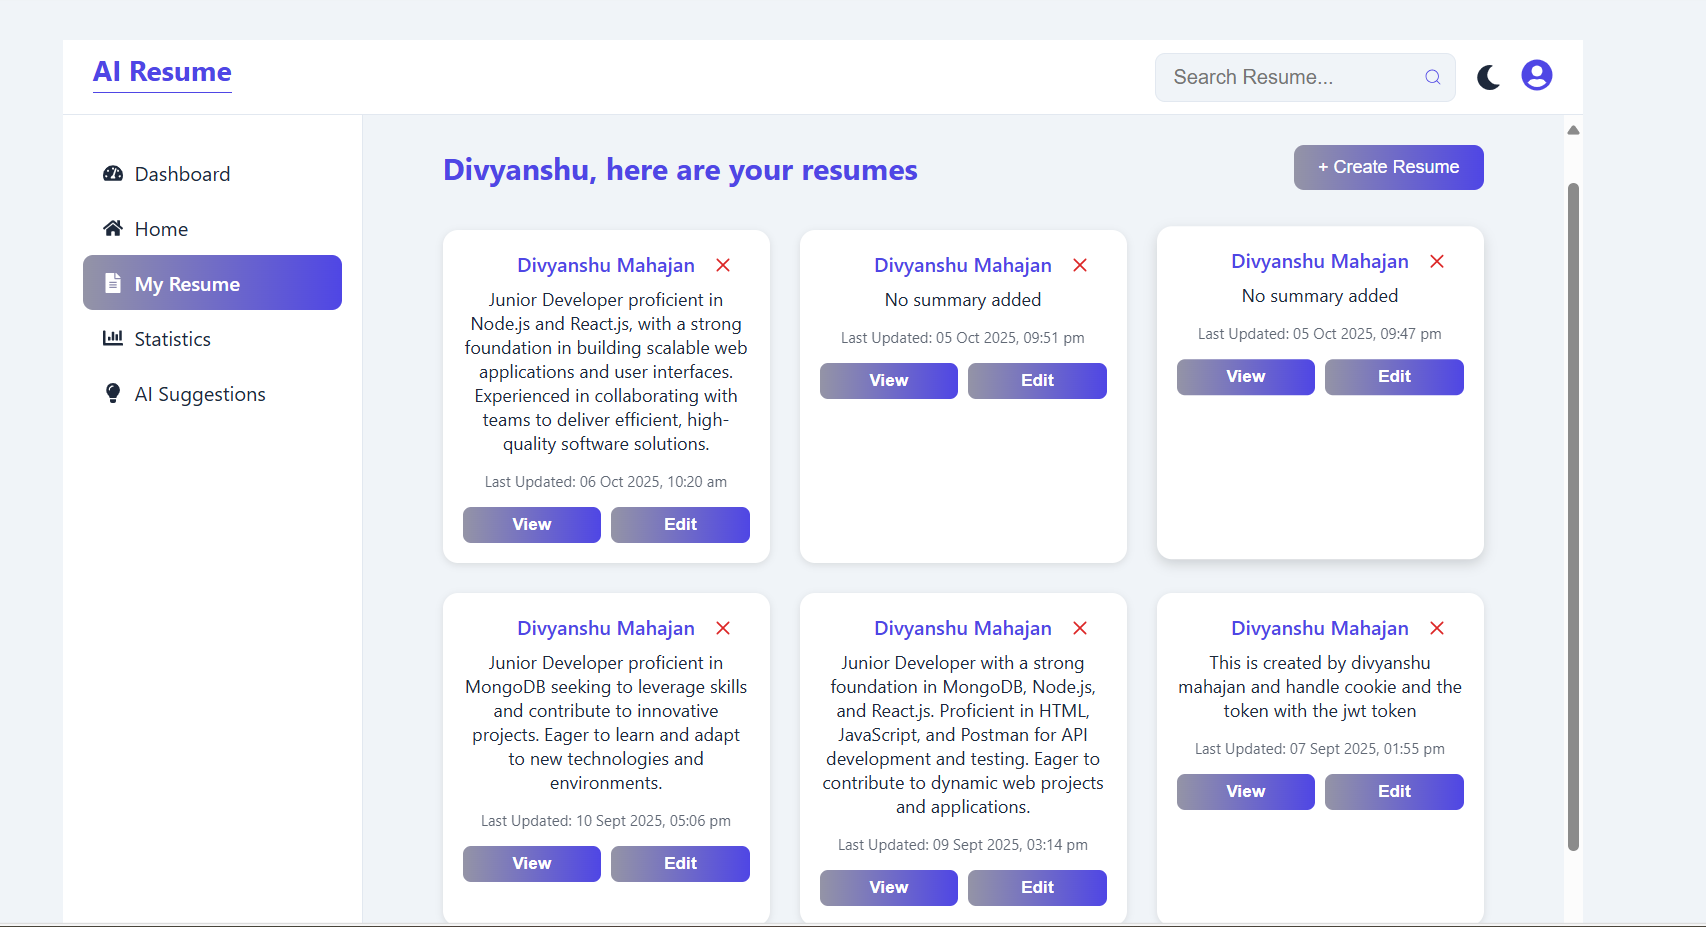 AI Resume
Search Resume...
Dashboard
Home
My Resume
Statistics
AI Suggestions
Divyanshu, here are your resumes
+ Create Resume
Divyanshu Mahajan
Junior Developer proficient in
Node.js and React.js, with a strong
foundation in building scalable web
applications and user interfaces.
Experienced in collaborating with
teams to deliver efficient, high-
quality software solutions.
Last Updated: 06 Oct 2025, 10:20 am
View
Edit
Divyanshu Mahajan
No summary added
Last Updated: 05 Oct 2025, 09:51 pm
View
Edit
Divyanshu Mahajan
No summary added
Last Updated: 05 Oct 2025, 09:47 pm
View
Edit
Divyanshu Mahajan
Junior Developer proficient in
MongoDB seeking to leverage skills
and contribute to innovative
projects. Eager to learn and adapt
to new technologies and
environments.
Last Updated: 10 Sept 2025, 05:06 pm
View
Edit
Divyanshu Mahajan
Junior Developer with a strong
foundation in MongoDB, Node.js,
and React.js. Proficient in HTML,
JavaScript, and Postman for API
development and testing. Eager to
contribute to dynamic web projects
and applications.
Last Updated: 09 Sept 2025, 03:14 pm
View
Edit
Divyanshu Mahajan
This is created by divyanshu
mahajan and handle cookie and the
token with the jwt token
Last Updated: 07 Sept 2025, 01:55 pm
View
Edit